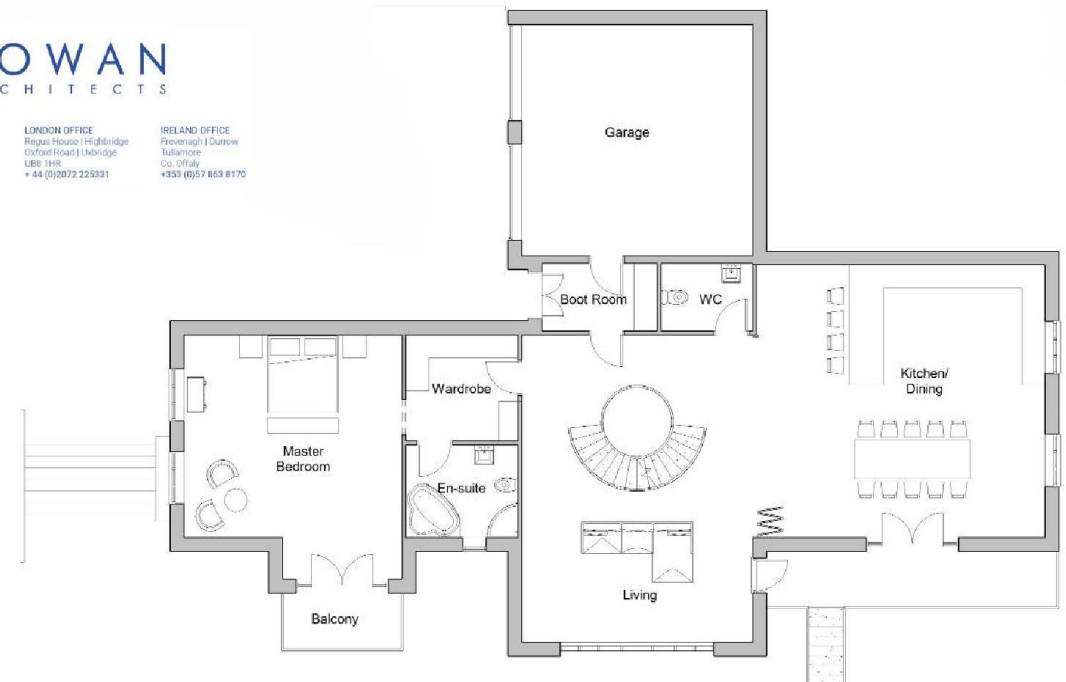 OWAN
CHITECTS
LONDON OFFICE
Regus House | Highbridge
Oxford Road | Uxbridge
UB8 1HR
+ 44 (0)2072 225331
IRELAND OFFICE
Frevenagh | Durrow
Tullamore
Co. Offaly
+353 (0)57 863 8170
Garage
Boot Room
WC
Kitchen/
Dining
Wardrobe
Master
Bedroom
En-suite
Living
Balcony